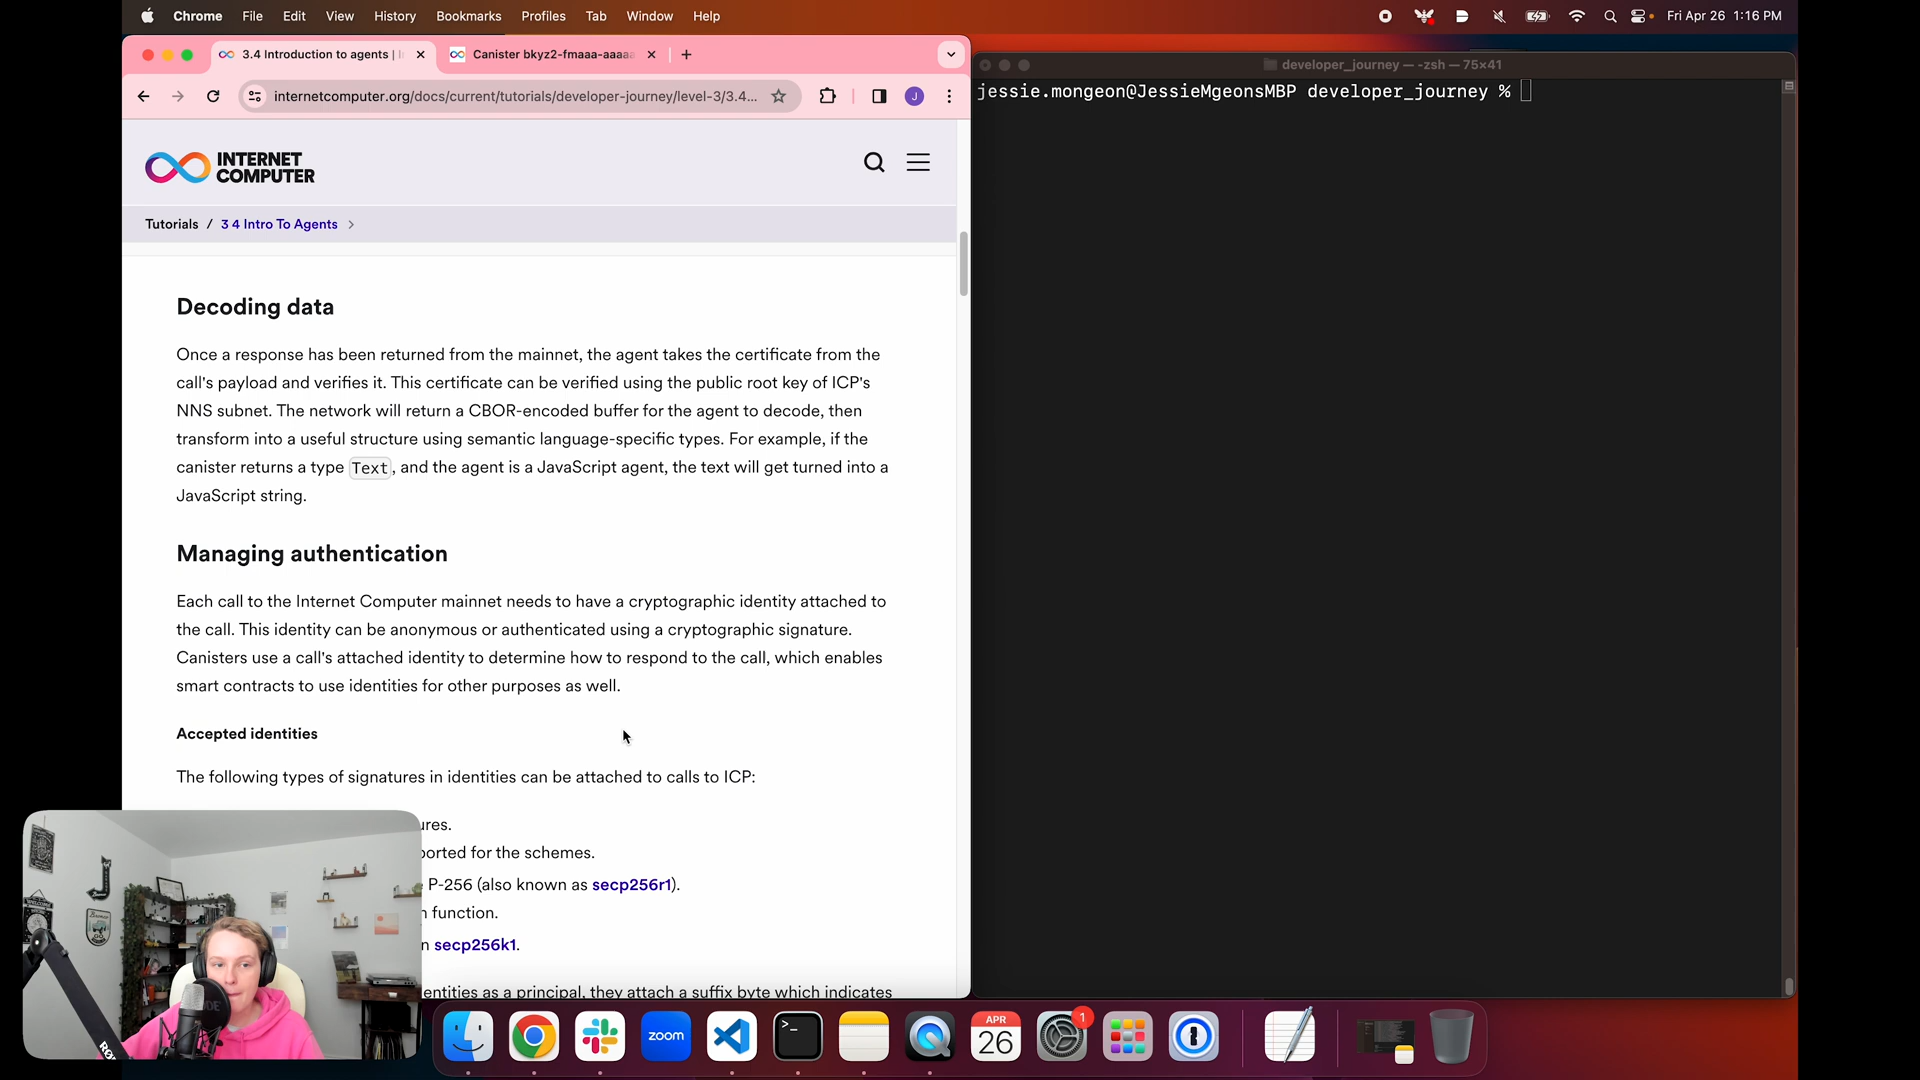 Chrome File Edit View History Bookmarks Profiles Tab Window Help
Fri Apr 26 1:16 PM
3.4 Introduction to agents |
Canister bkyz2-fmaaa-aaaaa
developer_journey — -zsh — 75×41
internetcomputer.org/docs/current/tutorials/developer-journey/level-3/3.4...
J
jessie.mongeon@JessieMgeonsMBP developer_journey %
INTERNET
COMPUTER
Tutorials / 3 4 Intro To Agents >
Decoding data
Once a response has been returned from the mainnet, the agent takes the certificate from the
call's payload and verifies it. This certificate can be verified using the public root key of ICP's
NNS subnet. The network will return a CBOR-encoded buffer for the agent to decode, then
transform into a useful structure using semantic language-specific types. For example, if the
canister returns a type Text, and the agent is a JavaScript agent, the text will get turned into a
JavaScript string.
Managing authentication
Each call to the Internet Computer mainnet needs to have a cryptographic identity attached to
the call. This identity can be anonymous or authenticated using a cryptographic signature.
Canisters use a call's attached identity to determine how to respond to the call, which enables
smart contracts to use identities for other purposes as well.
Accepted identities
The following types of signatures in identities can be attached to calls to ICP:
ures.
ported for the schemes.
P-256 (also known as secp256r1).
function.
n secp256k1.
entities as a principal, they attach a suffix byte which indicates
zoom
APR
26
1